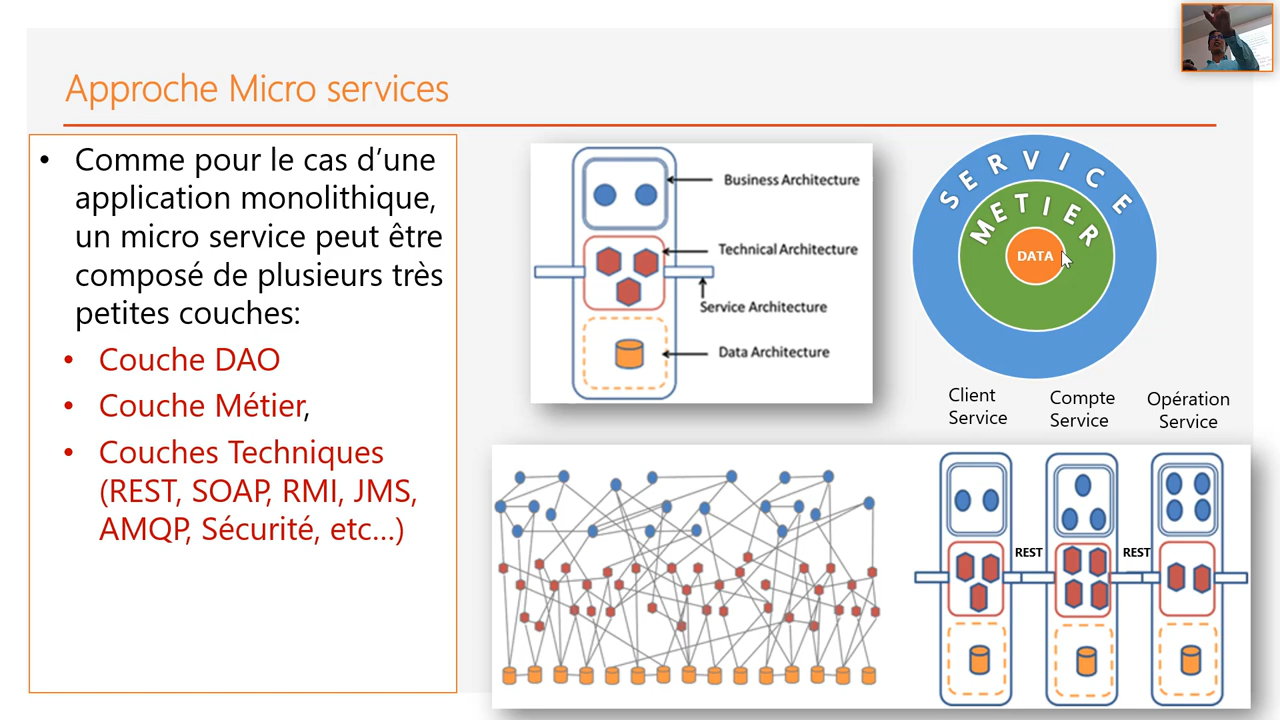 Approche Micro services
• Comme pour le cas d’une
application monolithique,
un micro service peut être
composé de plusieurs très
petites couches:
• Couche DAO
• Couche Métier,
• Couches Techniques
(REST, SOAP, RMI, JMS,
AMQP, Sécurité, etc…)
Business Architecture
Technical Architecture
Service Architecture
Data Architecture
SERVICE
METIER
DATA
Client
Service
Compte
Service
Opération
Service
REST
REST